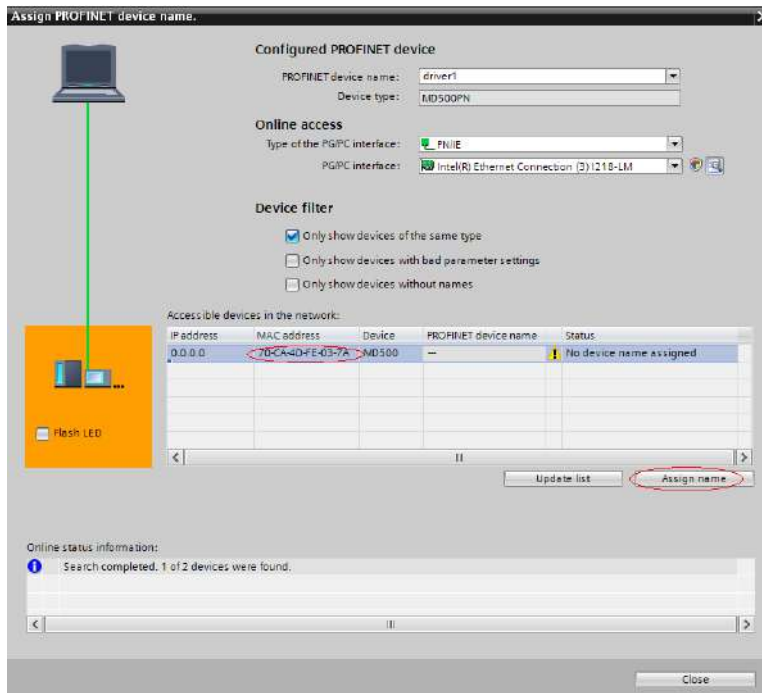 Assign PROFINET device name.
Configured PROFINET device
PROFINET device name: driver1
Device type: MD500PN
Online access
Type of the PG/PC interface: PN/IE
PG/PC interface: Intel(R) Ethernet Connection (3) I218-LM
Device filter
Only show devices of the same type
Only show devices with bad parameter settings
Only show devices without names
Accessible devices in the network:
IP address MAC address Device PROFINET device name Status
0.0.0.0 70-CA-4D-FE-03-7A MD500 — No device name assigned
Flash LED
Update list Assign name
Online status information:
Search completed. 1 of 2 devices were found.
Close